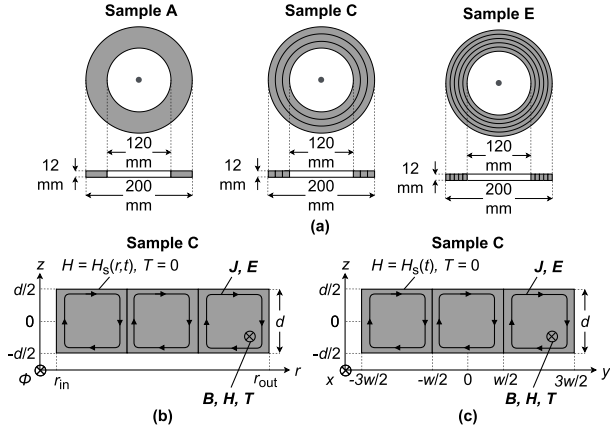 Sample A
Sample C
Sample E
12
mm
120
mm
200
mm
12
mm
120
mm
200
mm
12
mm
120
mm
200
mm
(a)
Sample C
z H = Hs(r,t), T = 0 J, E
d/2
0
-d/2
d
Φ rin rout r
B, H, T
(b)
Sample C
z H = Hs(t), T = 0 J, E
d/2
0
-d/2
d
x -3w/2 -w/2 0 w/2 3w/2 y
B, H, T
(c)